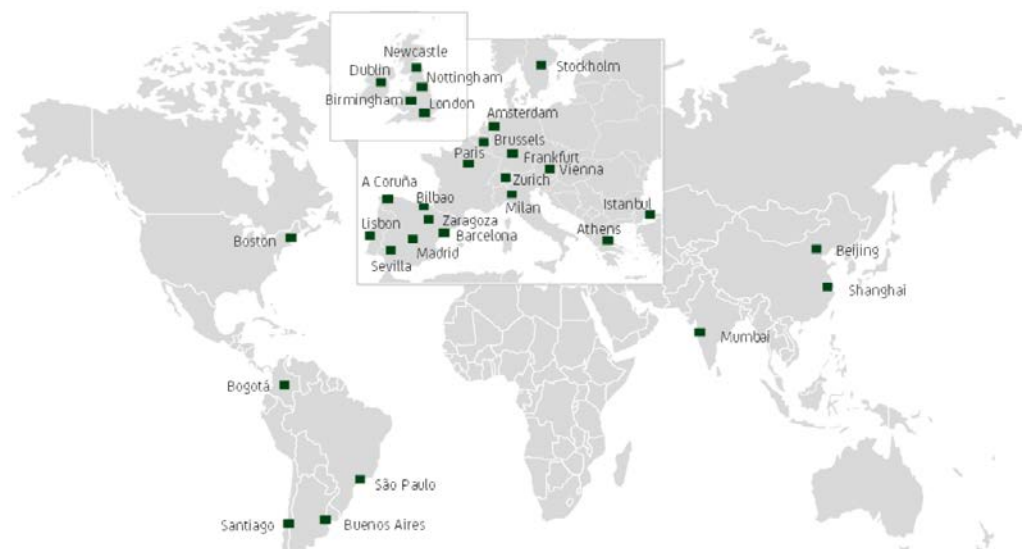 Newcastle
Dublin
Nottingham
Birmingham
London
Stockholm
Amsterdam
Brussels
Paris
Frankfurt
Vienna
Zurich
A Coruña
Bilbao
Milan
Istanbul
Lisbon
Zaragoza
Barcelona
Athens
Madrid
Sevilla
Boston
Beijing
Shanghai
Mumbai
Bogotá
São Paulo
Santiago
Buenos Aires